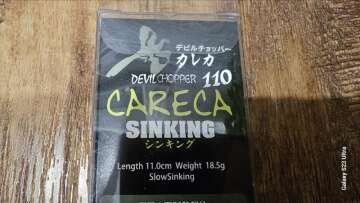 デビルチョッパー
カレカ
DEVIL CHOPPER 110
CARECA
SINKING
シンキング
Length 11.0cm Weight 18.5g
SlowSinking
Galaxy S23 Ultra